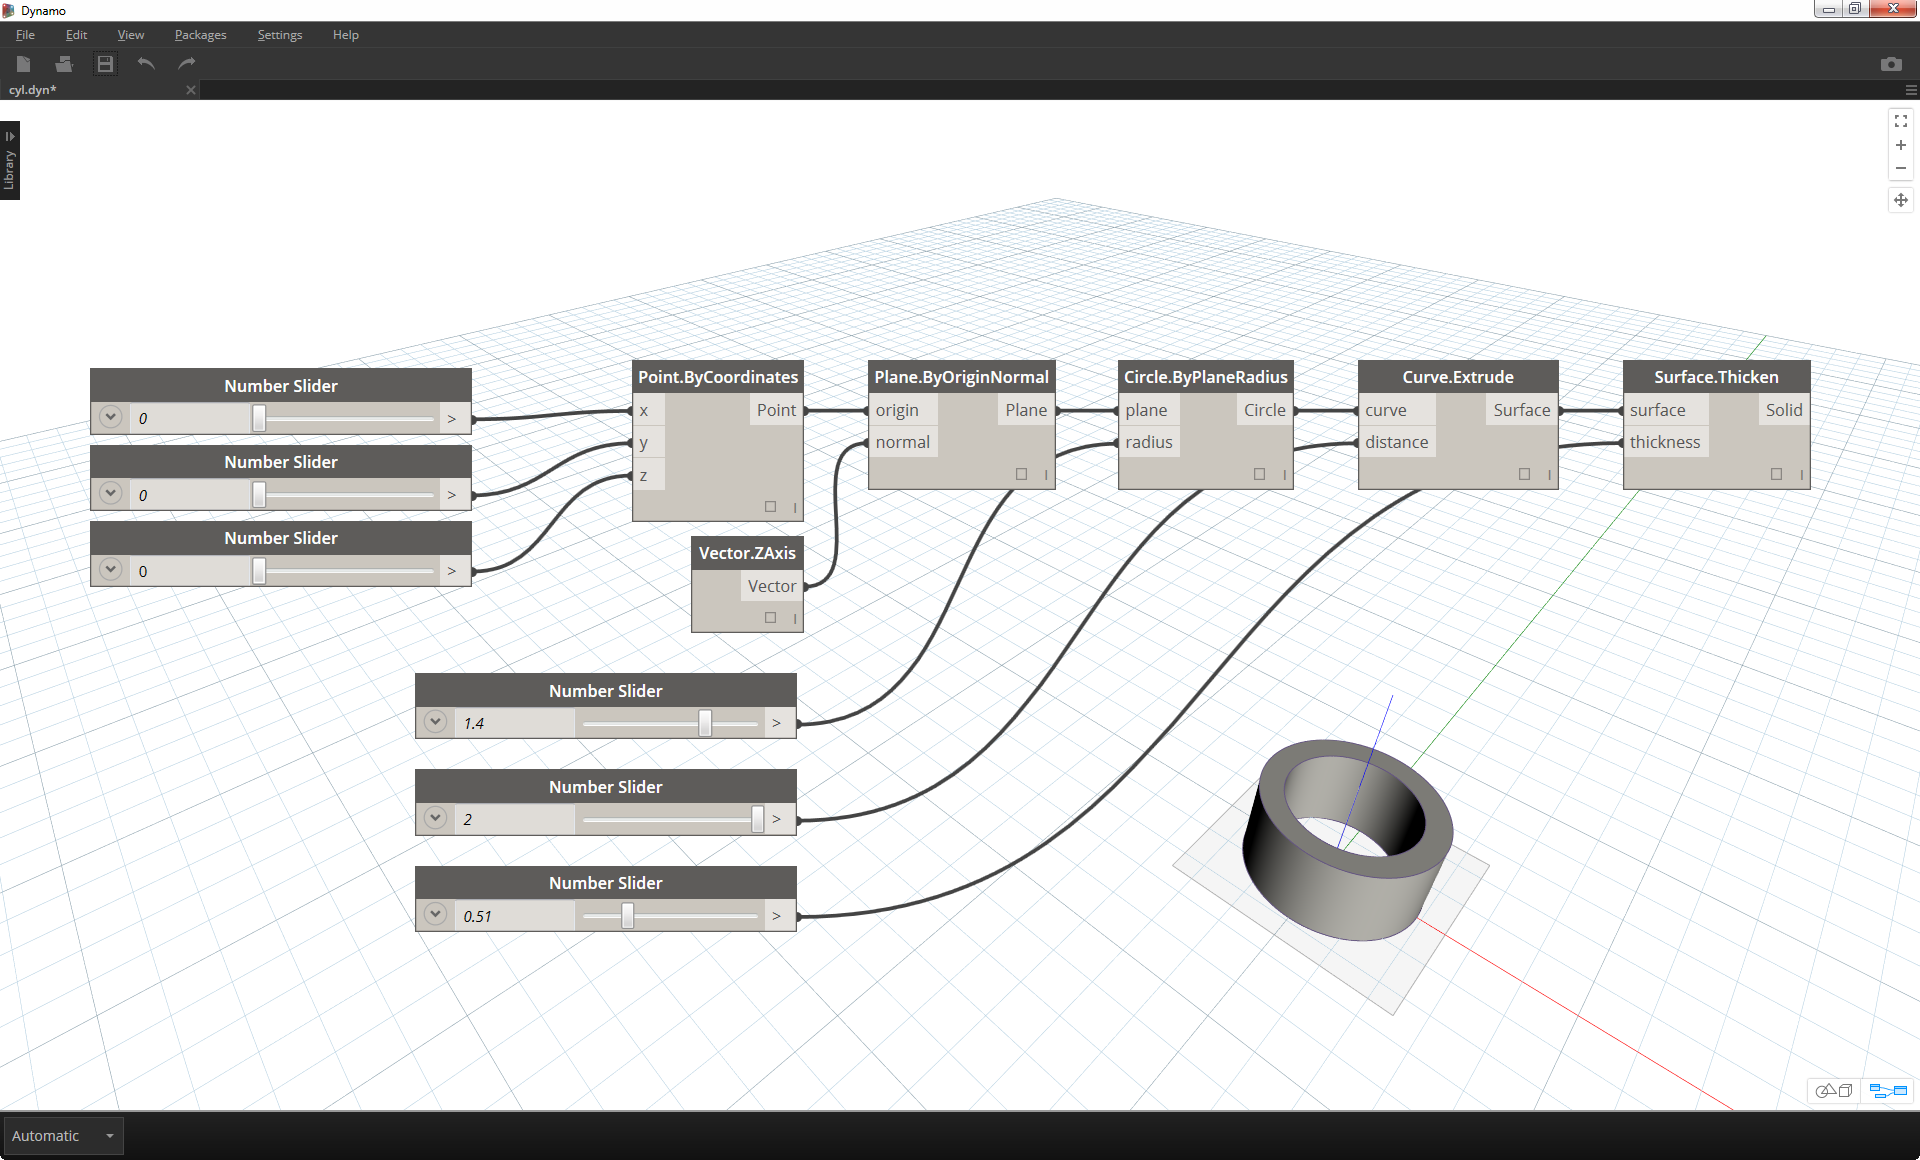 Dynamo
File Edit View Packages Settings Help
cyl.dyn*
Library
Number Slider
0 >
Number Slider
0 >
Number Slider
0 >
Point.ByCoordinates
x Point
y
z
Vector.ZAxis
Vector
Plane.ByOriginNormal
origin Plane
normal
Circle.ByPlaneRadius
plane Circle
radius
Curve.Extrude
curve Surface
distance
Surface.Thicken
surface Solid
thickness
Number Slider
1.4 >
Number Slider
2 >
Number Slider
0.51 >
Automatic